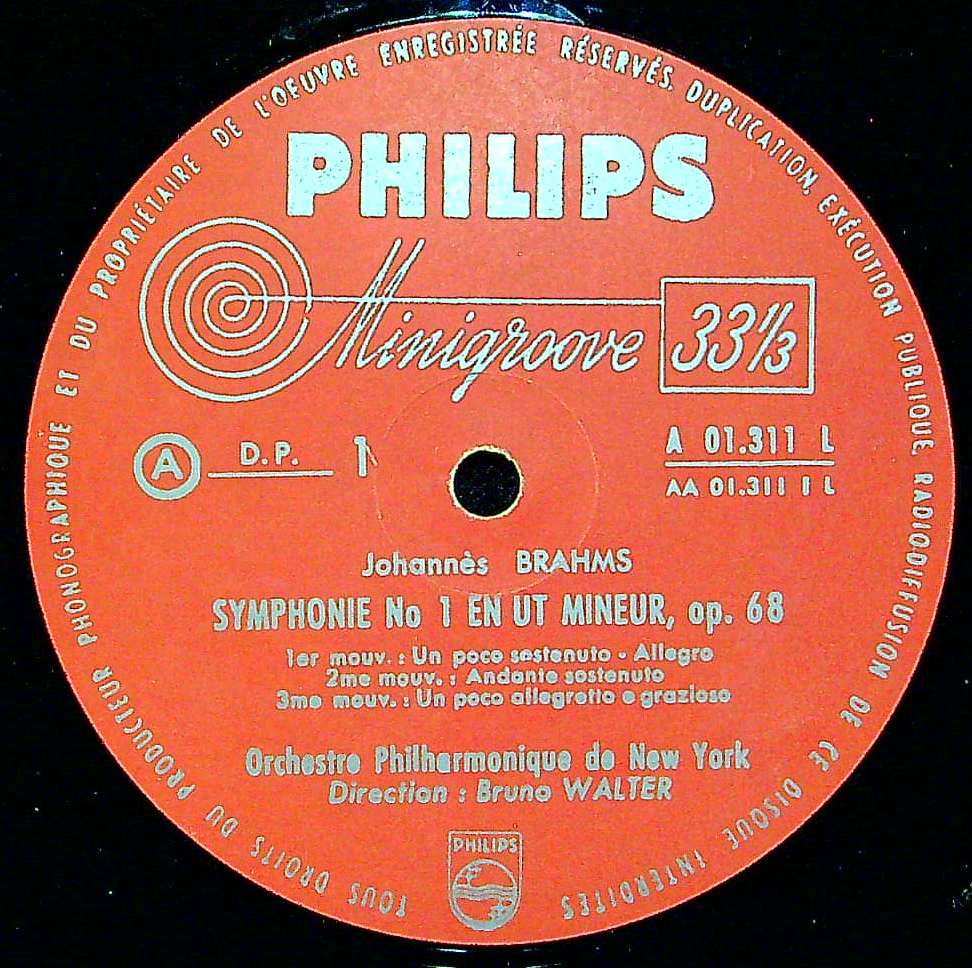 TOUS DROITS DU PRODUCTEUR PHONOGRAPHIQUE ET DU PROPRIÉTAIRE DE L'OEUVRE ENREGISTRÉE RÉSERVÉS. DUPLICATION, EXÉCUTION PUBLIQUE, RADIODIFFUSION DE CE DISQUE INTERDITES
PHILIPS
Minigroove 33 1/3
A D.P. 1 A 01.311 L
AA 01.311 1 L
Johannès BRAHMS
SYMPHONIE No 1 EN UT MINEUR, op. 68
1er mouv. : Un poco sostenuto - Allegro
2me mouv. : Andante sostenuto
3me mouv. : Un poco allegretto e grazioso
Orchestre Philharmonique de New York
Direction : Bruno WALTER
PHILIPS